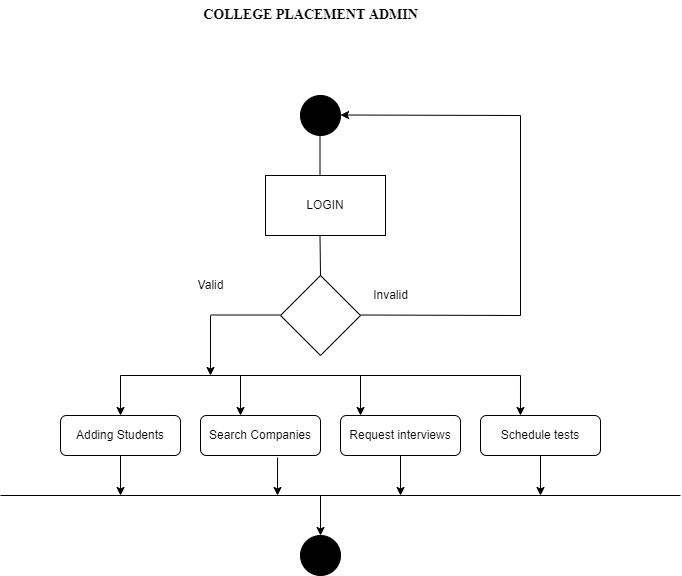 COLLEGE PLACEMENT ADMIN
LOGIN
Valid
Invalid
Adding Students
Search Companies
Request interviews
Schedule tests